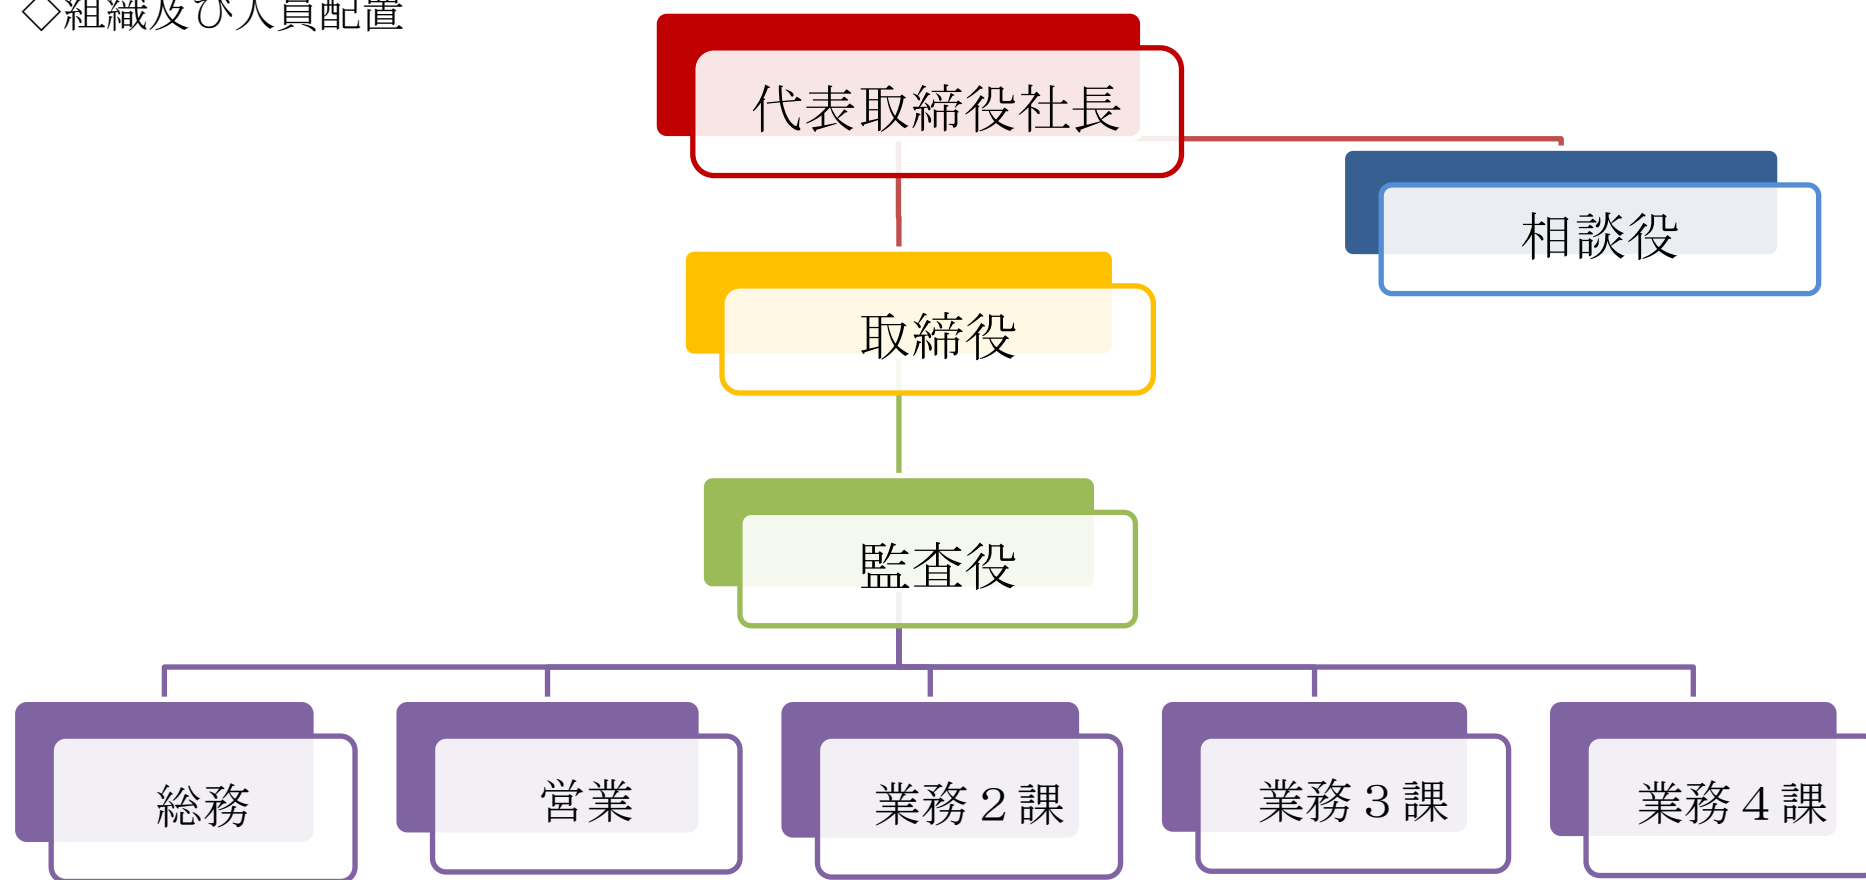 ◇組織及び人員配置
代表取締役社長
相談役
取締役
監査役
総務
営業
業務２課
業務３課
業務４課